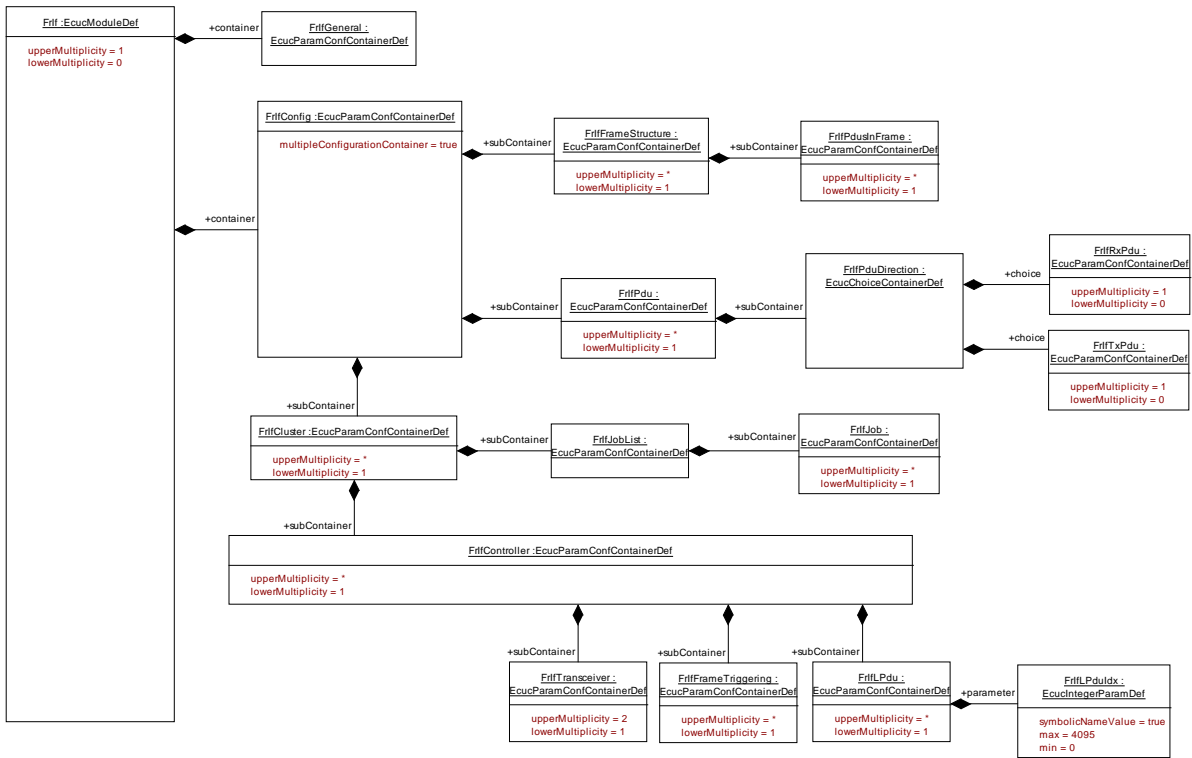 FrIf :EcucModuleDef
upperMultiplicity = 1
lowerMultiplicity = 0
+container
FrIfGeneral :
EcucParamConfContainerDef
+container
FrIfConfig :EcucParamConfContainerDef
multipleConfigurationContainer = true
+subContainer
FrIfFrameStructure :
EcucParamConfContainerDef
upperMultiplicity = *
lowerMultiplicity = 1
+subContainer
FrIfPdusInFrame :
EcucParamConfContainerDef
upperMultiplicity = *
lowerMultiplicity = 1
+subContainer
FrIfPdu :
EcucParamConfContainerDef
upperMultiplicity = *
lowerMultiplicity = 1
+subContainer
FrIfPduDirection :
EcucChoiceContainerDef
+choice
FrIfRxPdu :
EcucParamConfContainerDef
upperMultiplicity = 1
lowerMultiplicity = 0
+choice
FrIfTxPdu :
EcucParamConfContainerDef
upperMultiplicity = 1
lowerMultiplicity = 0
+subContainer
FrIfCluster :EcucParamConfContainerDef
upperMultiplicity = *
lowerMultiplicity = 1
+subContainer
FrIfJobList :
EcucParamConfContainerDef
+subContainer
FrIfJob :
EcucParamConfContainerDef
upperMultiplicity = *
lowerMultiplicity = 1
+subContainer
FrIfController :EcucParamConfContainerDef
upperMultiplicity = *
lowerMultiplicity = 1
+subContainer
FrIfTransceiver :
EcucParamConfContainerDef
upperMultiplicity = 2
lowerMultiplicity = 1
+subContainer
FrIfFrameTriggering :
EcucParamConfContainerDef
upperMultiplicity = *
lowerMultiplicity = 1
+subContainer
FrIfLPdu :
EcucParamConfContainerDef
upperMultiplicity = *
lowerMultiplicity = 1
+parameter
FrIfLPduIdx :
EcucIntegerParamDef
symbolicNameValue = true
max = 4095
min = 0